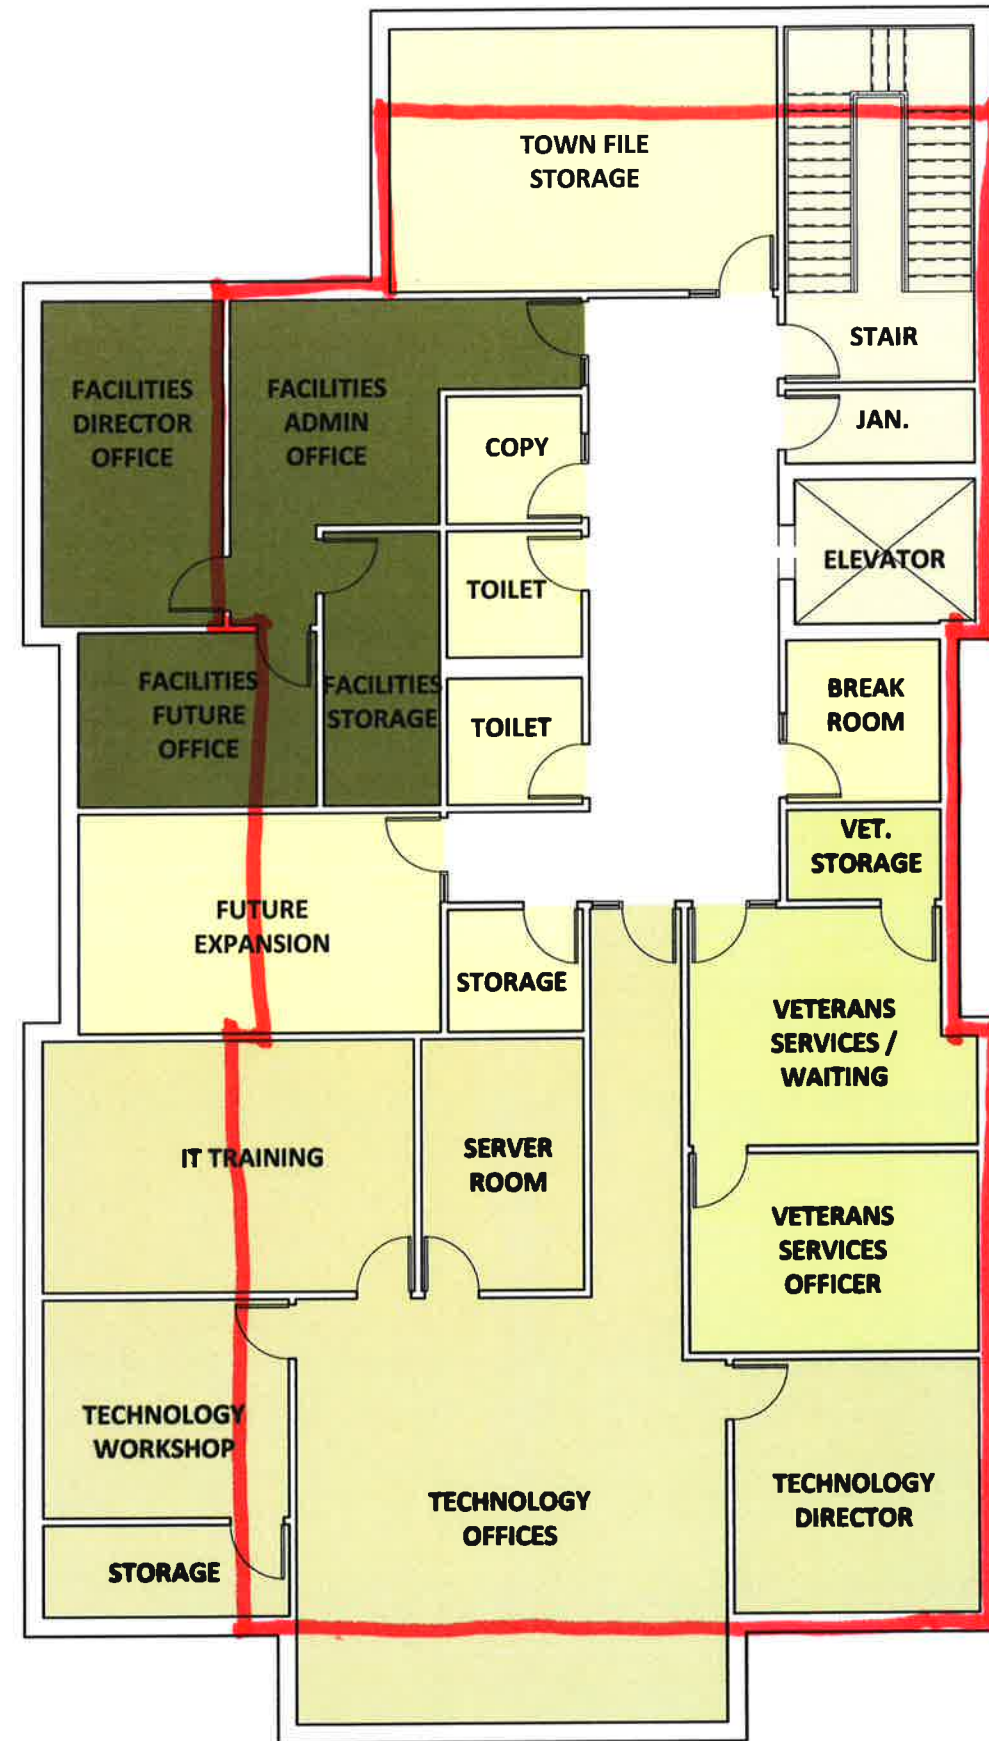 TOWN FILE
STORAGE
STAIR
FACILITIES
DIRECTOR
OFFICE
FACILITIES
ADMIN
OFFICE
COPY
JAN.
ELEVATOR
TOILET
FACILITIES
FUTURE
OFFICE
FACILITIES
STORAGE
TOILET
BREAK
ROOM
VET.
STORAGE
FUTURE
EXPANSION
STORAGE
VETERANS
SERVICES /
WAITING
IT TRAINING
SERVER
ROOM
VETERANS
SERVICES
OFFICER
TECHNOLOGY
WORKSHOP
TECHNOLOGY
OFFICES
TECHNOLOGY
DIRECTOR
STORAGE